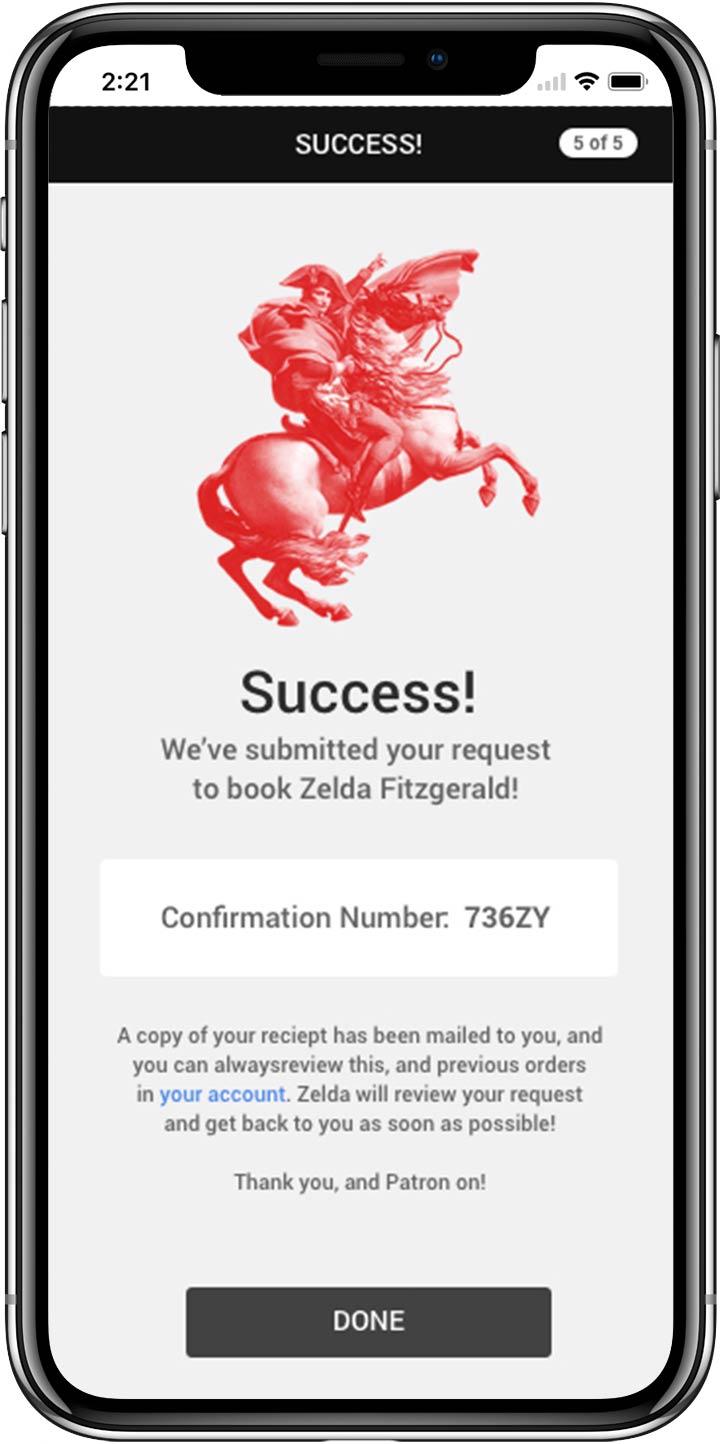 2:21
SUCCESS!
5 of 5
Success!
We've submitted your request
to book Zelda Fitzgerald!
Confirmation Number: 736ZY
A copy of your reciept has been mailed to you, and
you can alwaysreview this, and previous orders
in your account. Zelda will review your request
and get back to you as soon as possible!
Thank you, and Patron on!
DONE